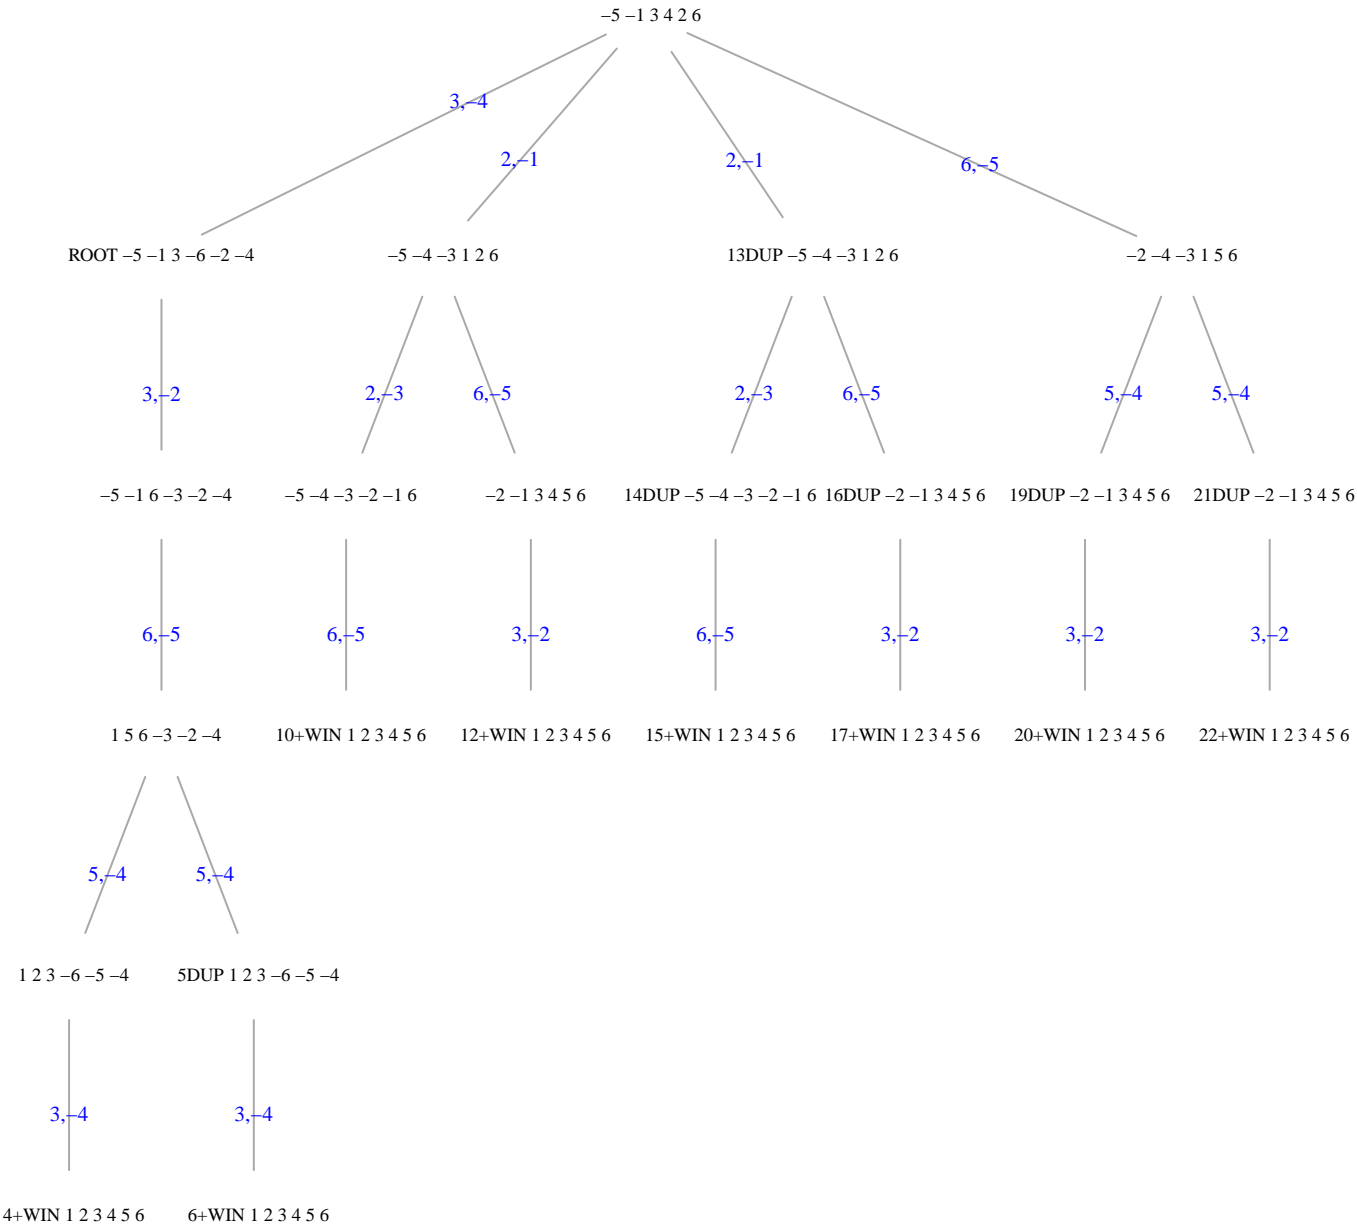 –5 –1 3 4 2 6
3,–4
2,–1
2,–1
6,–5
ROOT –5 –1 3 –6 –2 –4
–5 –4 –3 1 2 6
13DUP –5 –4 –3 1 2 6
–2 –4 –3 1 5 6
3,–2
2,–3
6,–5
2,–3
6,–5
5,–4
5,–4
–5 –1 6 –3 –2 –4
–5 –4 –3 –2 –1 6
–2 –1 3 4 5 6
14DUP –5 –4 –3 –2 –1 6
16DUP –2 –1 3 4 5 6
19DUP –2 –1 3 4 5 6
21DUP –2 –1 3 4 5 6
6,–5
6,–5
3,–2
6,–5
3,–2
3,–2
3,–2
1 5 6 –3 –2 –4
10+WIN 1 2 3 4 5 6
12+WIN 1 2 3 4 5 6
15+WIN 1 2 3 4 5 6
17+WIN 1 2 3 4 5 6
20+WIN 1 2 3 4 5 6
22+WIN 1 2 3 4 5 6
5,–4
5,–4
1 2 3 –6 –5 –4
5DUP 1 2 3 –6 –5 –4
3,–4
3,–4
4+WIN 1 2 3 4 5 6
6+WIN 1 2 3 4 5 6